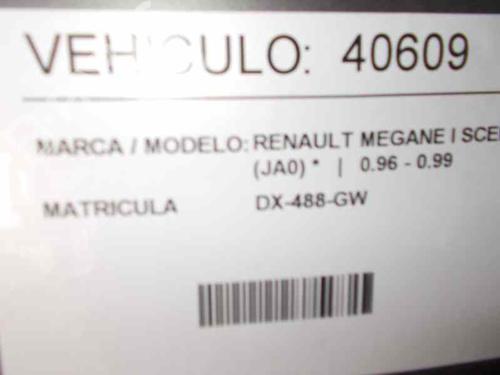 VEHICULO: 40609
MARCA / MODELO: RENAULT MEGANE I SCE
(JA0) * | 0.96 - 0.99
MATRICULA DX-488-GW